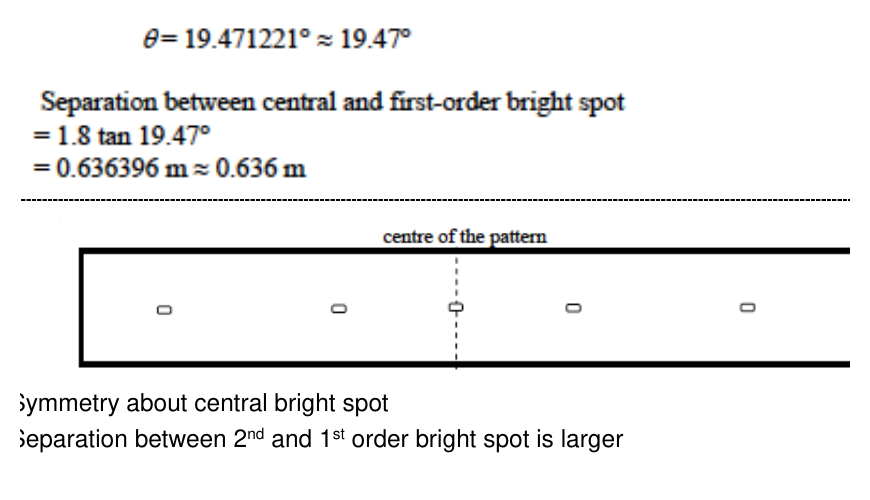 θ = 19.471221° ≈ 19.47°
Separation between central and first-order bright spot
= 1.8 tan 19.47°
= 0.636396 m ≈ 0.636 m
centre of the pattern
Symmetry about central bright spot
Separation between 2nd and 1st order bright spot is larger